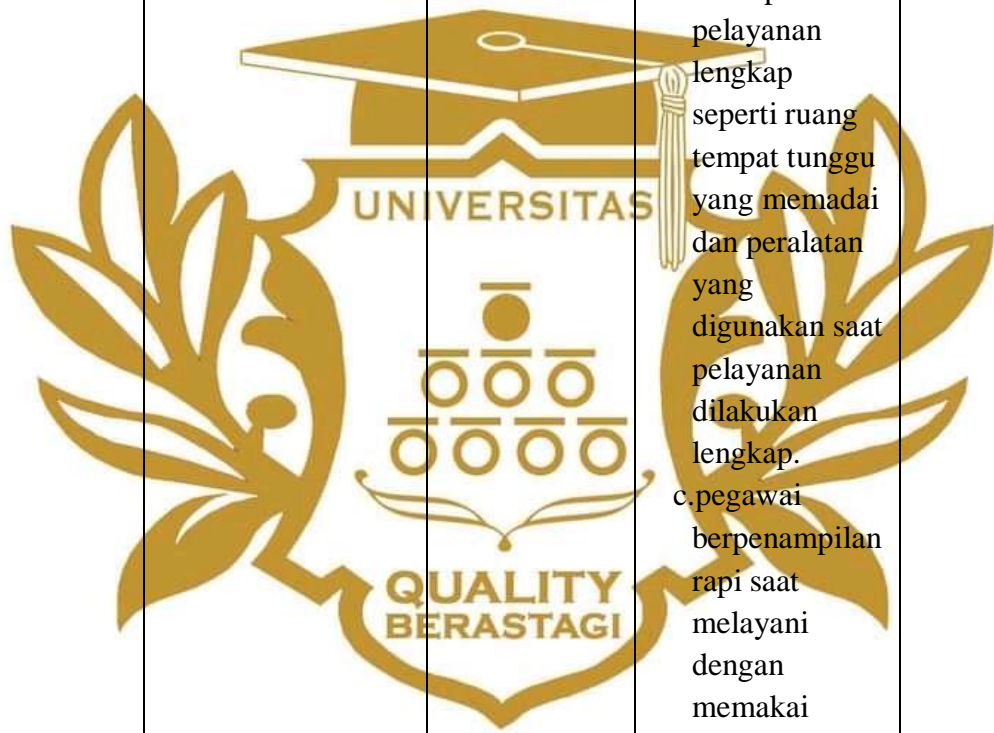 pelayanan
lengkap
seperti ruang
tempat tunggu
yang memadai
dan peralatan
yang
digunakan saat
pelayanan
dilakukan
lengkap.
c.pegawai
berpenampilan
rapi saat
melayani
dengan
memakai
UNIVERSITAS
QUALITY
BERASTAGI